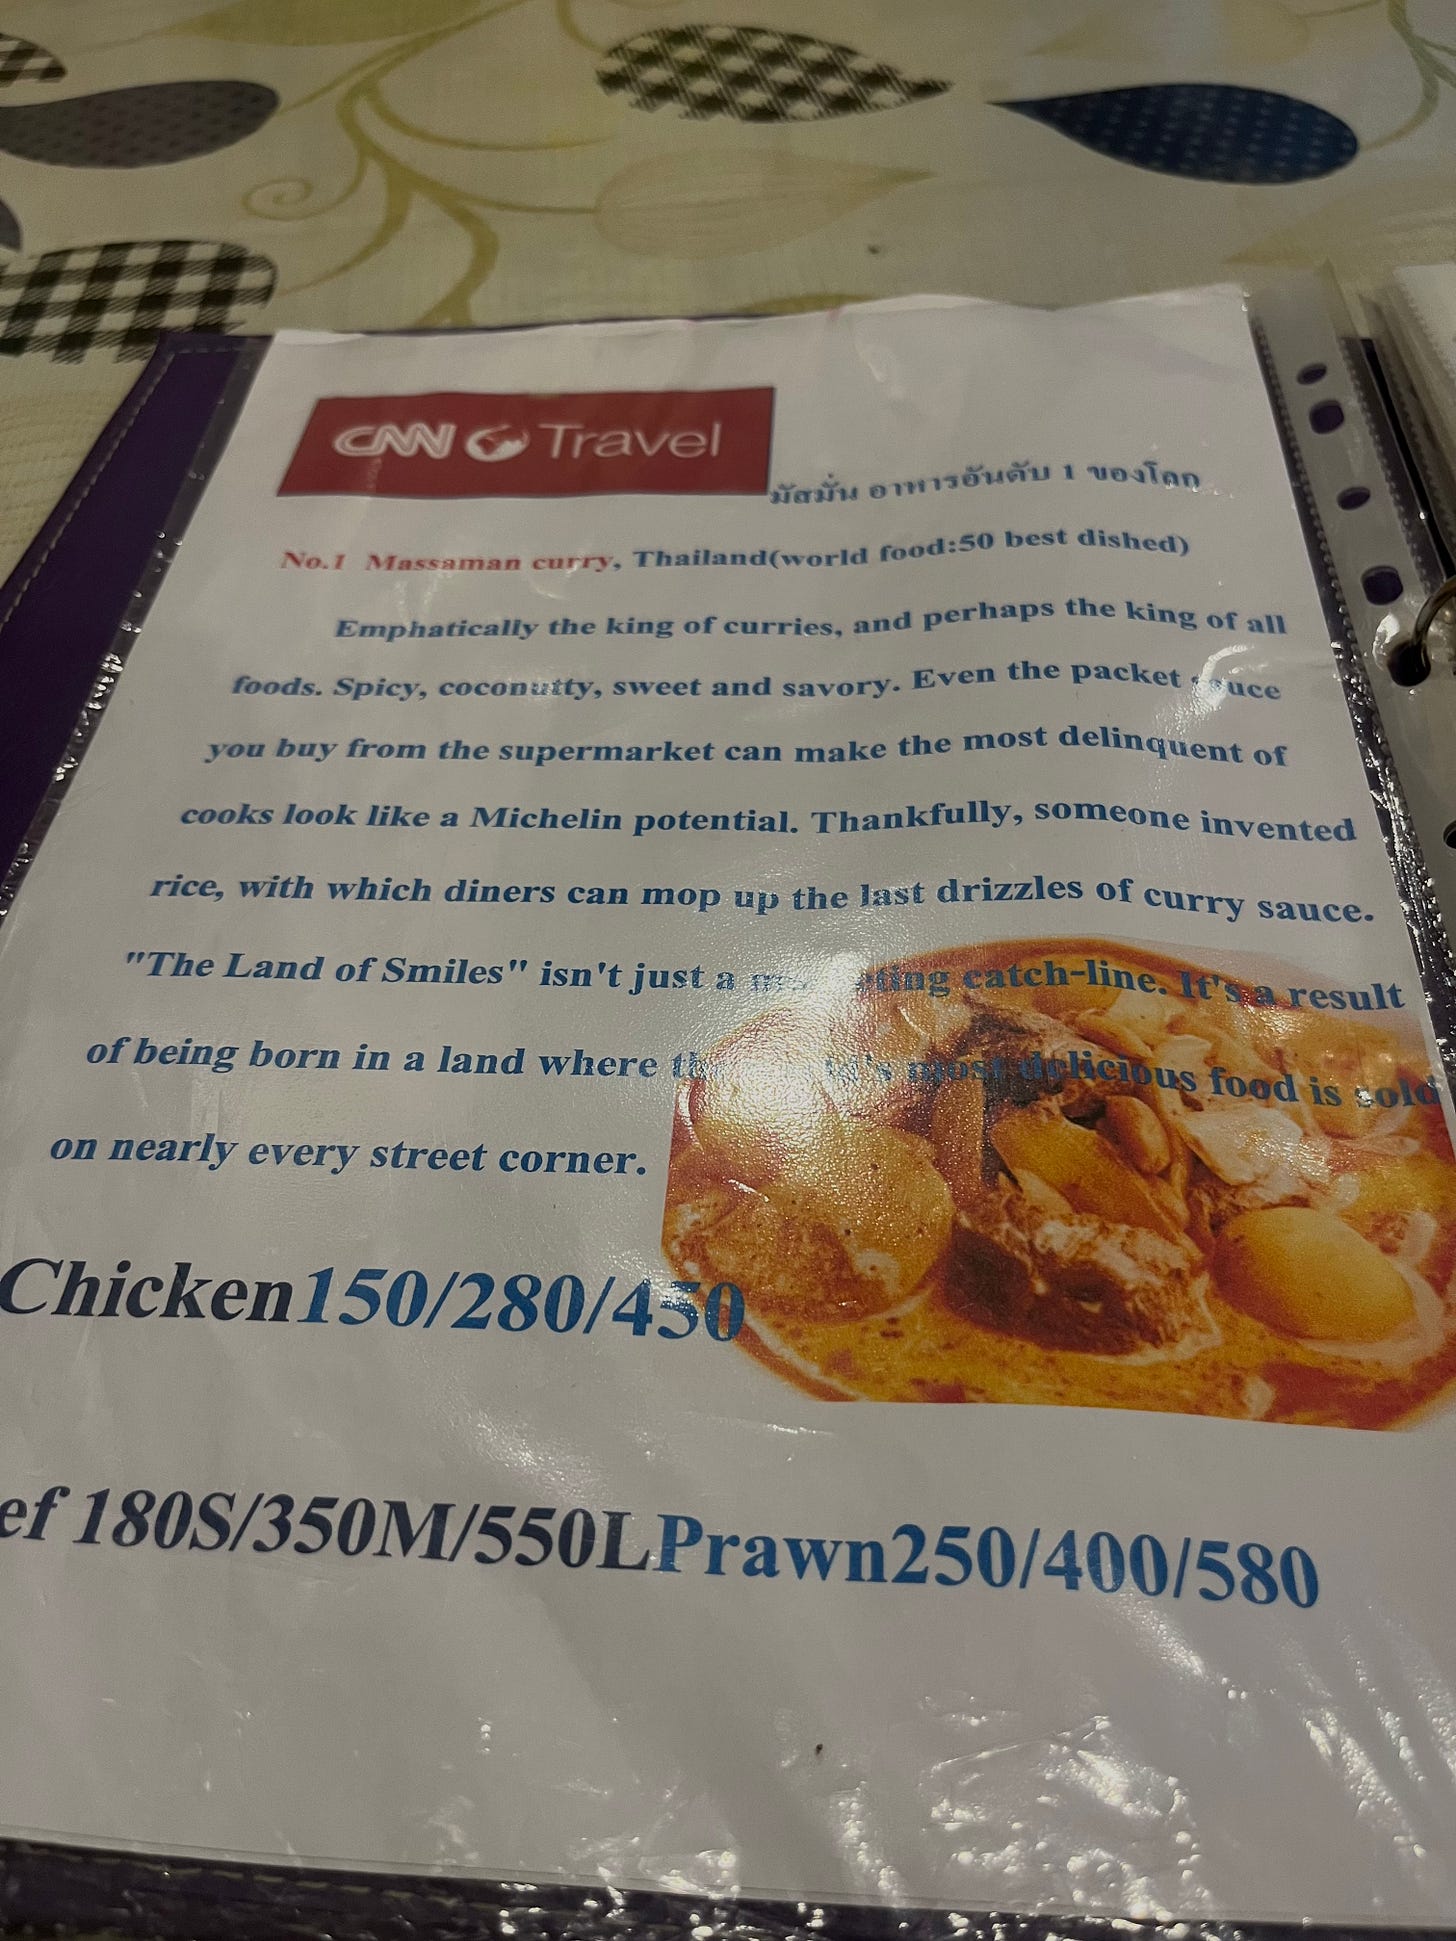 CNN Travel
มัสมั่น อาหารอันดับ 1 ของโลก
No.1 Massaman curry, Thailand(world food:50 best dished)
Emphatically the king of curries, and perhaps the king of all
foods. Spicy, coconutty, sweet and savory. Even the packet sauce
you buy from the supermarket can make the most delinquent of
cooks look like a Michelin potential. Thankfully, someone invented
rice, with which diners can mop up the last drizzles of curry sauce.
"The Land of Smiles" isn't just a marketing catch-line. It's a result
of being born in a land where most delicious food is sold
on nearly every street corner.
Chicken150/280/450
ef 180S/350M/550LPrawn250/400/580